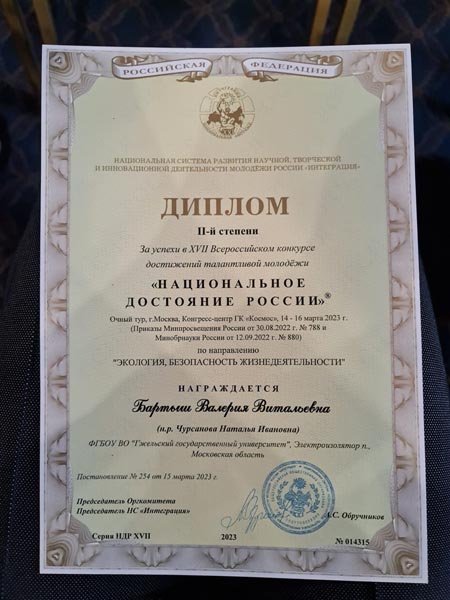 РОССИЙСКАЯ ФЕДЕРАЦИЯ
НАЦИОНАЛЬНАЯ СИСТЕМА РАЗВИТИЯ НАУЧНОЙ, ТВОРЧЕСКОЙ
И ИННОВАЦИОННОЙ ДЕЯТЕЛЬНОСТИ МОЛОДЁЖИ РОССИИ «ИНТЕГРАЦИЯ»
ДИПЛОМ
II-й степени
За успехи в XVII Всероссийском конкурсе
достижений талантливой молодёжи
«НАЦИОНАЛЬНОЕ
ДОСТОЯНИЕ РОССИИ»®
Очный тур, г.Москва, Конгресс-центр ГК «Космос», 14 - 16 марта 2023 г.
(Приказы Минпросвещения России от 30.08.2022 г. № 788 и
Минобрнауки России от 12.09.2022 г. № 880)
по направлению
"ЭКОЛОГИЯ, БЕЗОПАСНОСТЬ ЖИЗНЕДЕЯТЕЛЬНОСТИ"
НАГРАЖДАЕТСЯ
Бартыш Валерия Витальевна
(н.р. Чурсанова Наталья Ивановна)
ФГБОУ ВО "Гжельский государственный университет", Электроизолятор п.,
Московская область
Постановление № 254 от 15 марта 2023 г.
Председатель Оргкомитета
Председатель НС «Интеграция»
А.С. Обручников
Серия НДР XVII 2023 № 014315